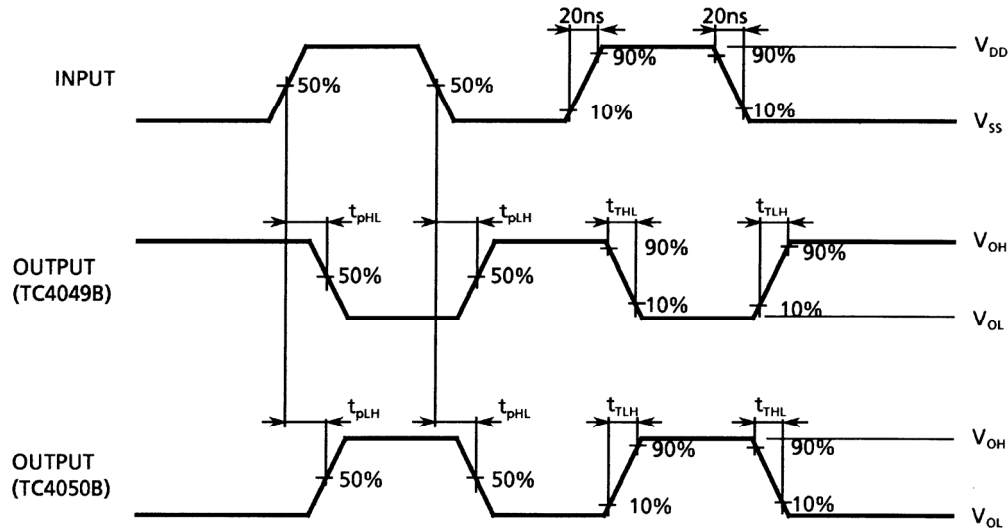 20ns 20ns
V_DD
INPUT 50% 50% 90% 90%
10% 10%
V_SS
t_pHL t_pLH t_THL t_TLH
V_OH
OUTPUT
(TC4049B)
50% 50% 90% 90%
10% 10%
V_OL
t_pLH t_pHL t_TLH t_THL
V_OH
OUTPUT
(TC4050B)
50% 50% 90% 90%
10% 10%
V_OL